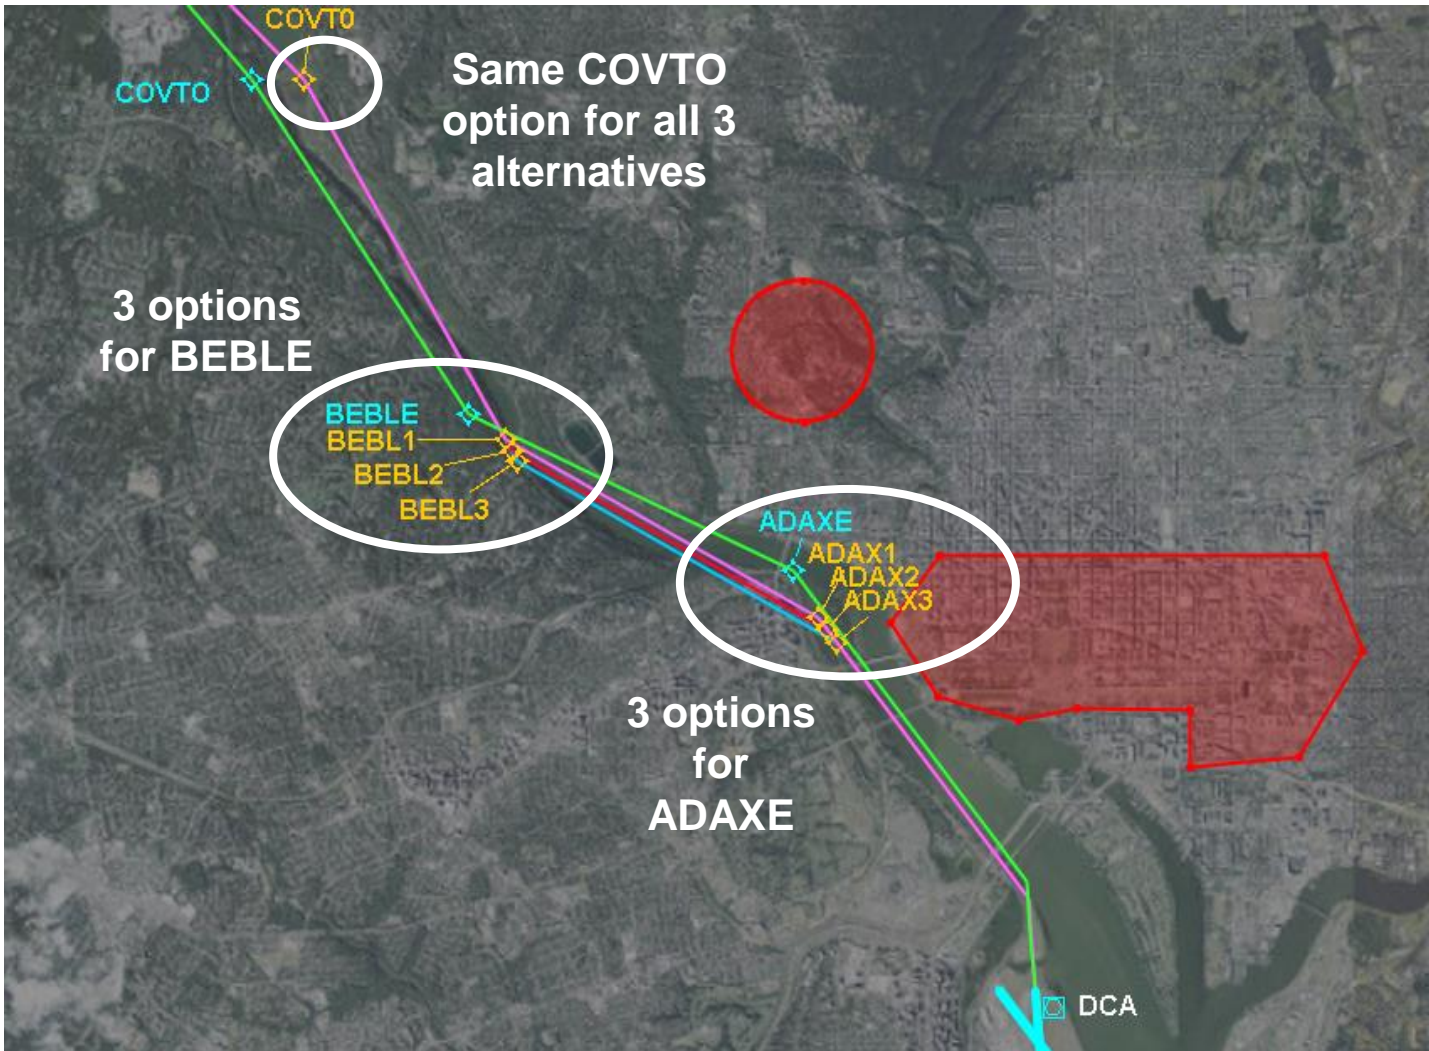 COVT0
COVTO
Same COVTO
option for all 3
alternatives
3 options
for BEBLE
BEBLE
BEBL1
BEBL2
BEBL3
ADAXE
ADAX1
ADAX2
ADAX3
3 options
for
ADAXE
DCA